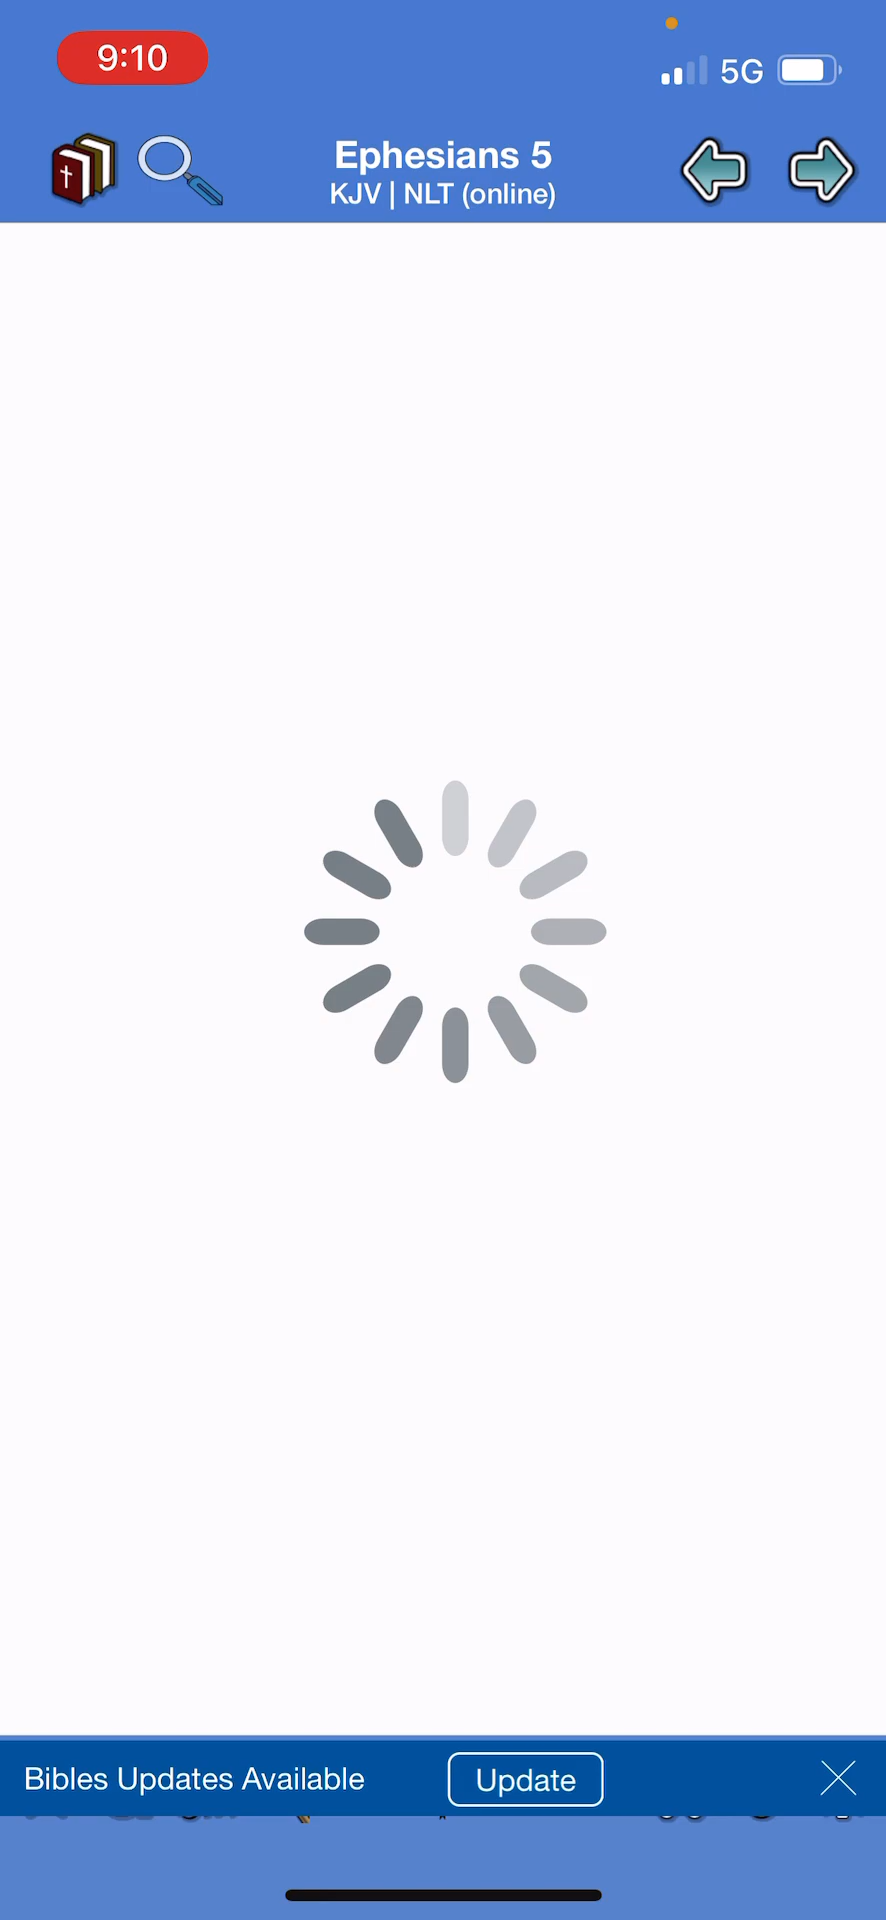 9:10
5G
Ephesians 5
KJV | NLT (online)
Bibles Updates Available
Update